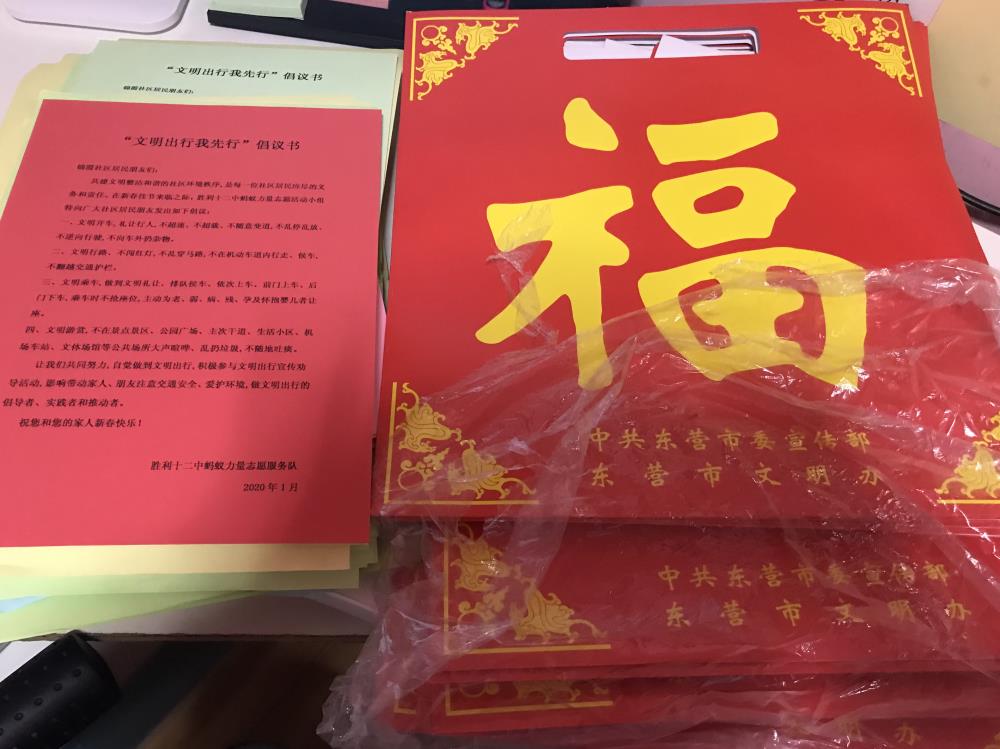 “文明出行我先行”倡议书
锦霞社区居民朋友们：
“文明出行我先行”倡议书
锦霞社区居民朋友们：
共建文明整洁和谐的社区环境秩序,是每一位社区居民应尽的义
务和责任。在新春佳节来临之际,胜利十二中蚂蚁力量志愿活动小组
特向广大社区居民朋友发出如下倡议：
一、文明开车,礼让行人,不超速、不超载、不随意变道,不乱停乱放、
不逆向行驶,不向车外扔杂物。
二、文明行路、不闯红灯,不乱穿马路,不在机动车道内行走、候车、
不翻越交通护栏。
三、文明乘车,做到文明礼让、排队候车、依次上车、前门上车、后
门下车,乘车时不抢座位,主动为老、弱、病、残、孕及怀抱婴儿者让
座。
四、文明游赏,不在景点景区、公园广场、主次干道、生活小区、机
场车站、文体场馆等公共场所大声喧哗、乱扔垃圾,不随地吐痰。
让我们共同努力,自觉做到文明出行,积极参与文明出行宣传劝
导活动,影响带动家人、朋友注意交通安全、爱护环境,做文明出行的
倡导者、实践者和推动者。
祝您和您的家人新春快乐！
胜利十二中蚂蚁力量志愿服务队
2020年1月
福
中共东营市委宣传部
东营市文明办
中共东营市委宣传部
东营市文明办
市文明办